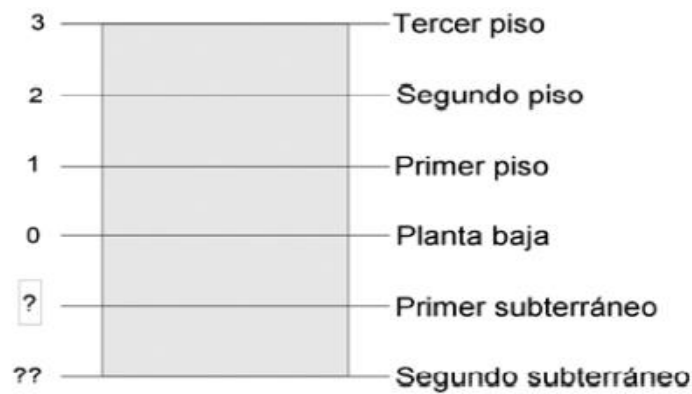 3 Tercer piso
2 Segundo piso
1 Primer piso
0 Planta baja
? Primer subterráneo
?? Segundo subterráneo